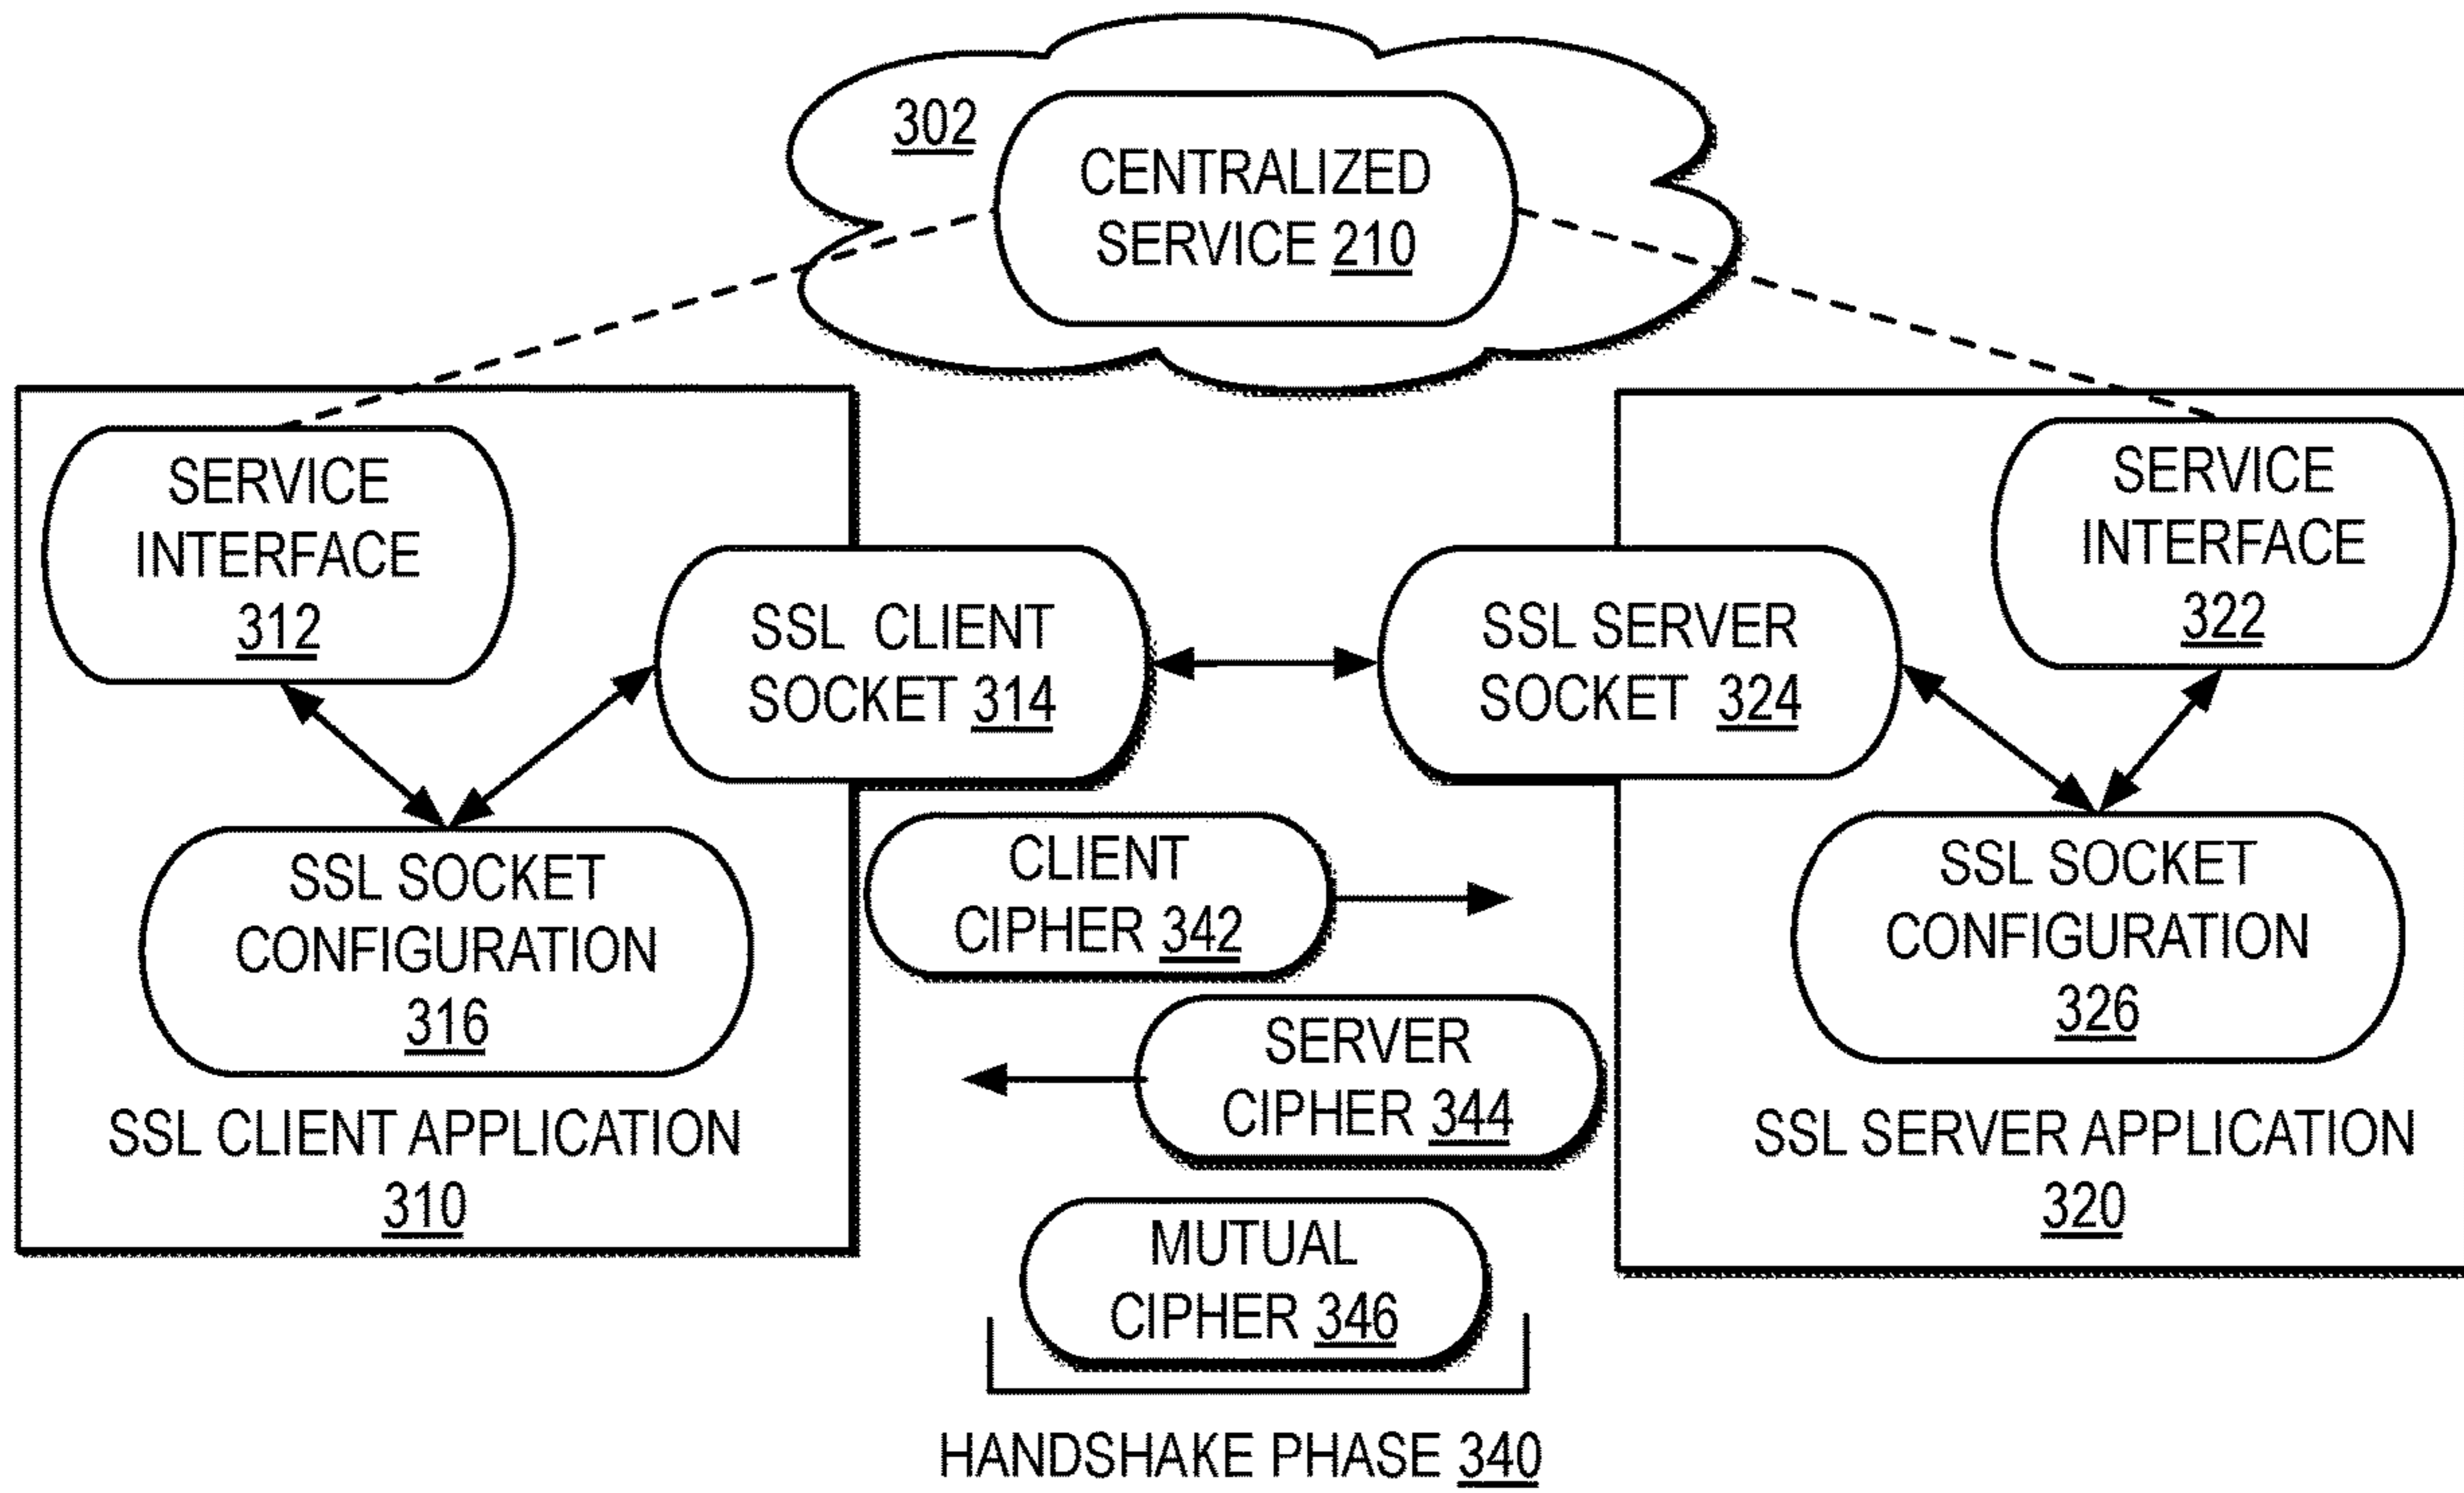 302
CENTRALIZED
SERVICE 210
SERVICE
INTERFACE
312
SERVICE
INTERFACE
322
SSL CLIENT
SOCKET 314
SSL SERVER
SOCKET 324
SSL SOCKET
CONFIGURATION
316
CLIENT
CIPHER 342
SSL SOCKET
CONFIGURATION
326
SERVER
CIPHER 344
SSL CLIENT APPLICATION
310
SSL SERVER APPLICATION
320
MUTUAL
CIPHER 346
HANDSHAKE PHASE 340